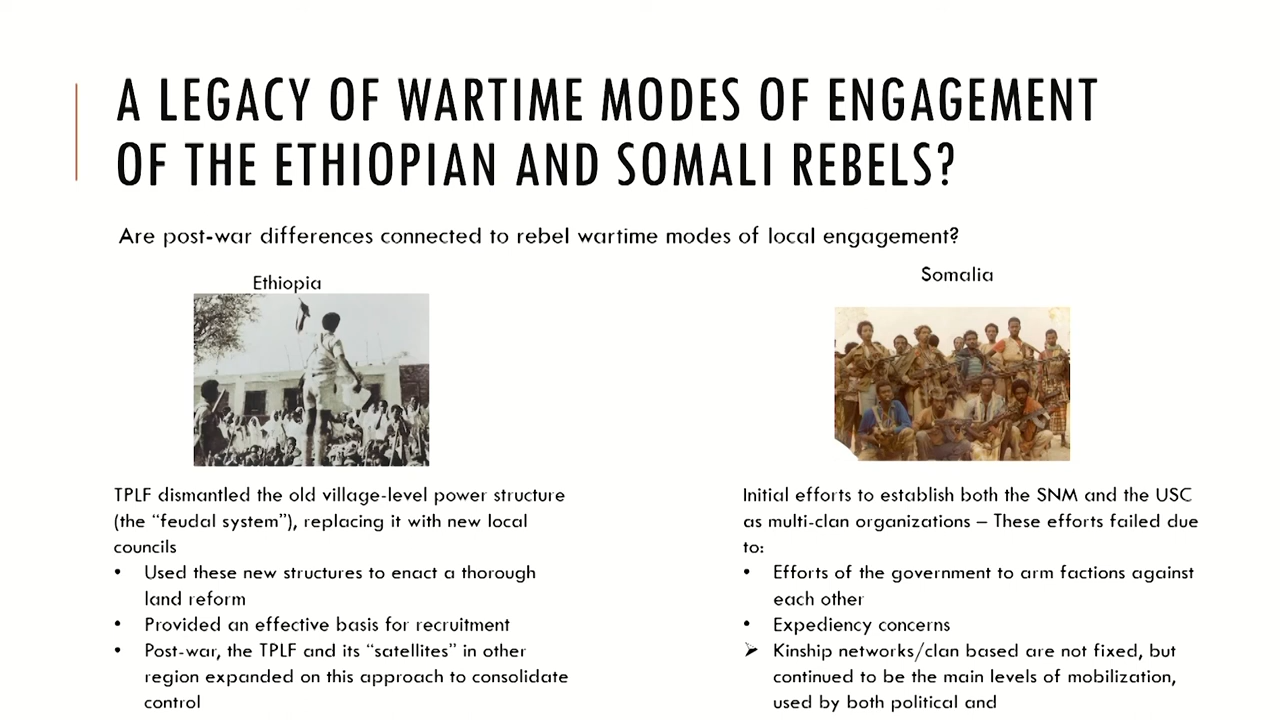 A LEGACY OF WARTIME MODES OF ENGAGEMENT
OF THE ETHIOPIAN AND SOMALI REBELS?
Are post-war differences connected to rebel wartime modes of local engagement?
Ethiopia
TPLF dismantled the old village-level power structure
(the “feudal system”), replacing it with new local
councils
• Used these new structures to enact a thorough
land reform
• Provided an effective basis for recruitment
• Post-war, the TPLF and its “satellites” in other
region expanded on this approach to consolidate
control
Somalia
Initial efforts to establish both the SNM and the USC
as multi-clan organizations – These efforts failed due
to:
• Efforts of the government to arm factions against
each other
• Expediency concerns
➢ Kinship networks/clan based are not fixed, but
continued to be the main levels of mobilization,
used by both political and